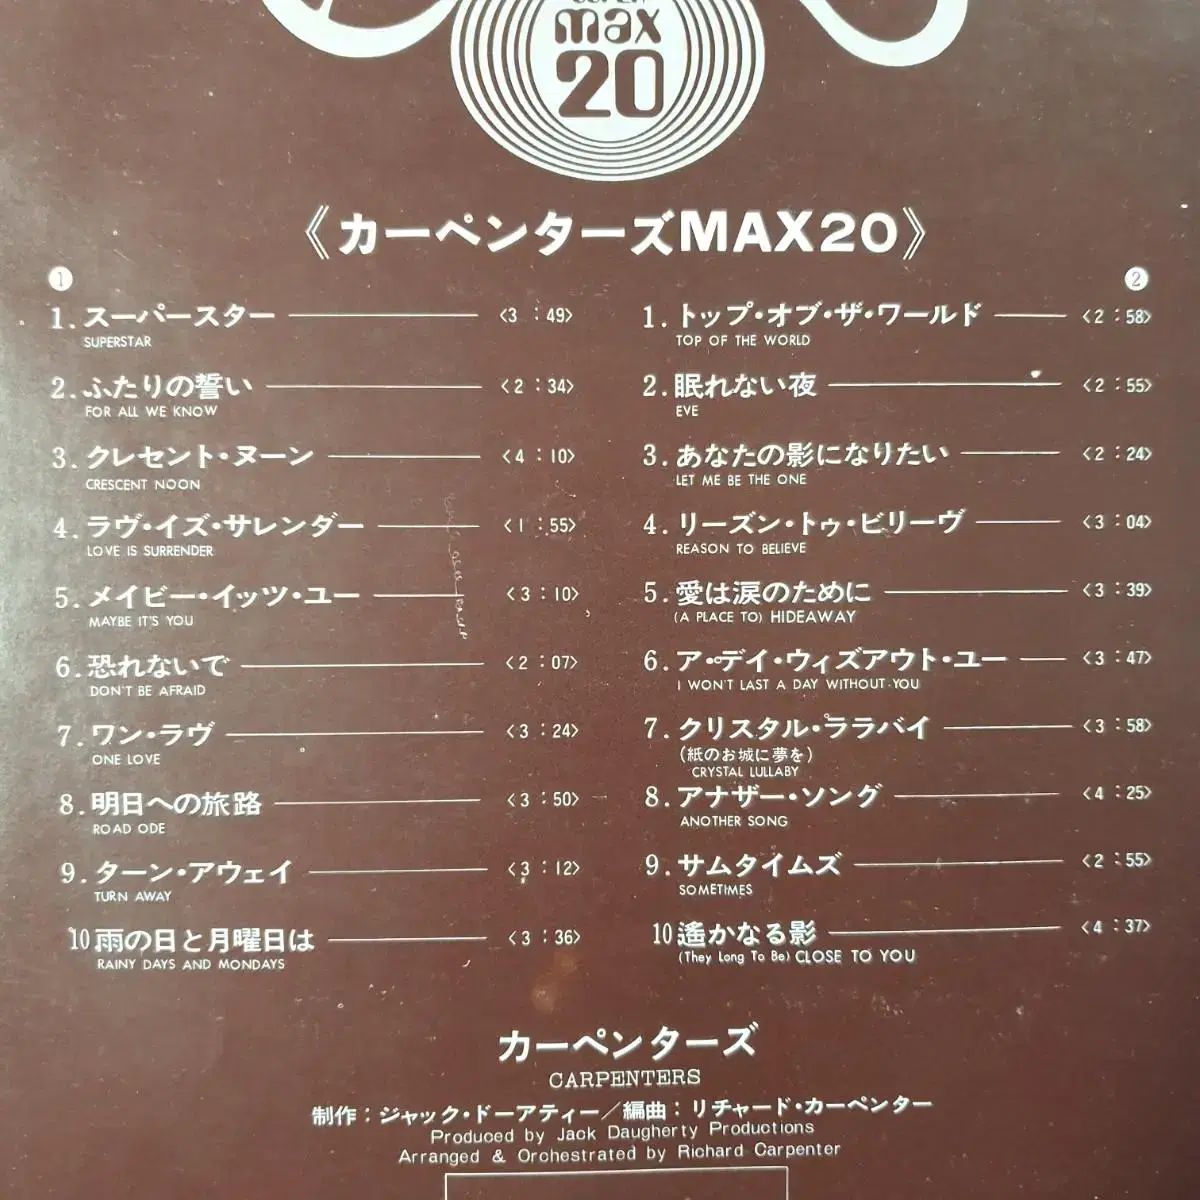 max
20
《カーペンターズMAX20》
1
1. スーパースター <3:49>
SUPERSTAR
2. ふたりの誓い <2:34>
FOR ALL WE KNOW
3. クレセント・ヌーン <4:10>
CRESCENT NOON
4. ラヴ・イズ・サレンダー <1:55>
LOVE IS SURRENDER
5. メイビー・イッツ・ユー <3:10>
MAYBE IT'S YOU
6. 恐れないで <2:07>
DON'T BE AFRAID
7. ワン・ラヴ <3:24>
ONE LOVE
8. 明日への旅路 <3:50>
ROAD ODE
9. ターン・アウェイ <3:12>
TURN AWAY
10 雨の日と月曜日は <3:36>
RAINY DAYS AND MONDAYS
2
1. トップ・オブ・ザ・ワールド <2:58>
TOP OF THE WORLD
2. 眠れない夜 <2:55>
EVE
3. あなたの影になりたい <2:24>
LET ME BE THE ONE
4. リーズン・トゥ・ビリーヴ <3:04>
REASON TO BELIEVE
5. 愛は涙のために <3:39>
(A PLACE TO) HIDEAWAY
6. ア・デイ・ウィズアウト・ユー <3:47>
I WON'T LAST A DAY WITHOUT YOU
7. クリスタル・ララバイ <3:58>
(紙のお城に夢を)
CRYSTAL LULLABY
8. アナザー・ソング <4:25>
ANOTHER SONG
9. サムタイムズ <2:55>
SOMETIMES
10 遙かなる影 <4:37>
(They Long To Be) CLOSE TO YOU
カーペンターズ
CARPENTERS
制作：ジャック・ドーアティー／編曲：リチャード・カーペンター
Produced by Jack Daugherty Productions
Arranged & Orchestrated by Richard Carpenter